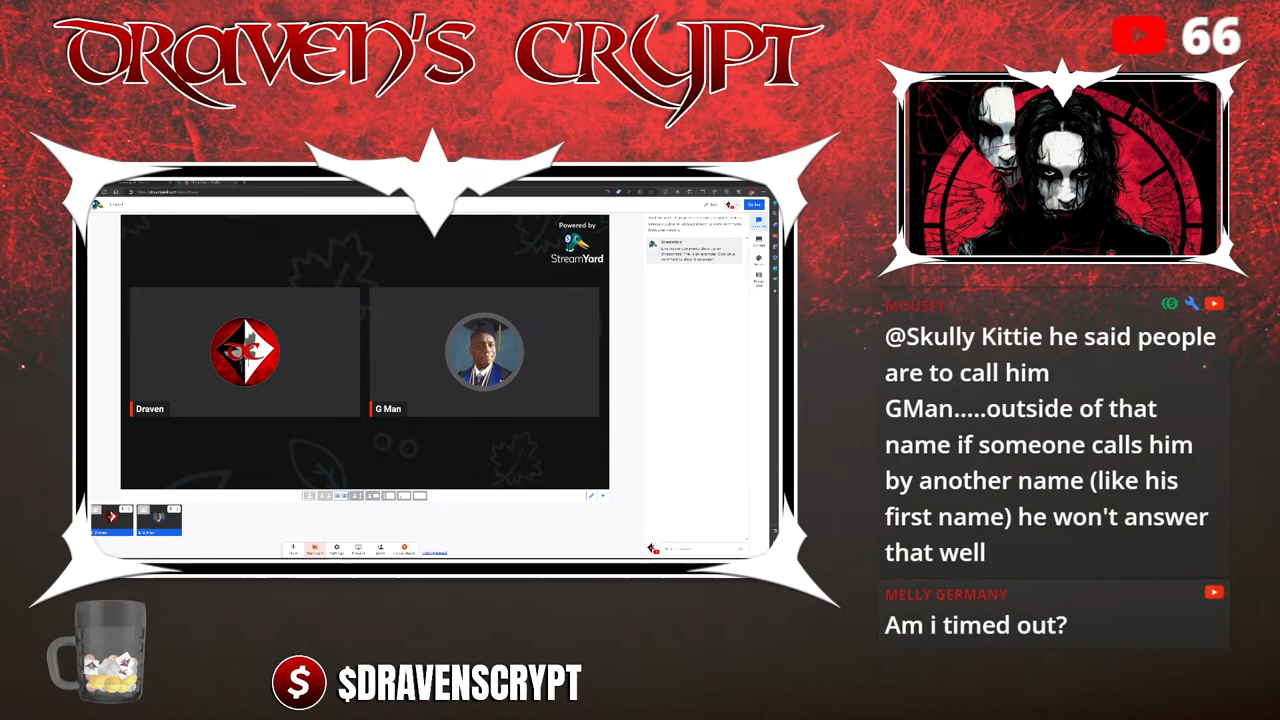 DRAVEN'S CRYPT
66
Powered by
StreamYard
Draven
G Man
MOUSEY
@Skully Kittie he said people
are to call him
GMan.....outside of that
name if someone calls him
by another name (like his
first name) he won't answer
that well
MELLY GERMANY
Am i timed out?
$
$DRAVENSCRYPT